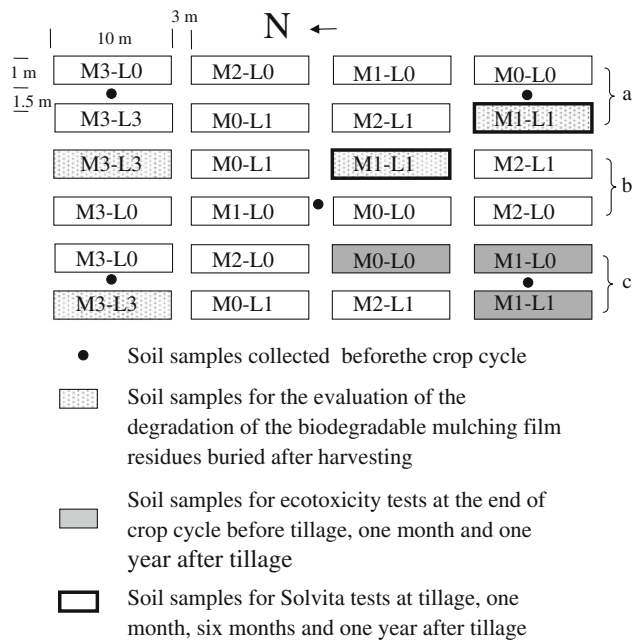 3 m
10 m
N
1 m
M3-L0 M2-L0 M1-L0 M0-L0
a
1.5 m
M3-L3 M0-L1 M2-L1 M1-L1
M3-L3 M0-L1 M1-L1 M2-L1
b
M3-L0 M1-L0 M0-L0 M2-L0
M3-L0 M2-L0 M0-L0 M1-L0
c
M3-L3 M0-L1 M2-L1 M1-L1
Soil samples collected beforethe crop cycle
Soil samples for the evaluation of the
degradation of the biodegradable mulching film
residues buried after harvesting
Soil samples for ecotoxicity tests at the end of
crop cycle before tillage, one month and one
year after tillage
Soil samples for Solvita tests at tillage, one
month, six months and one year after tillage